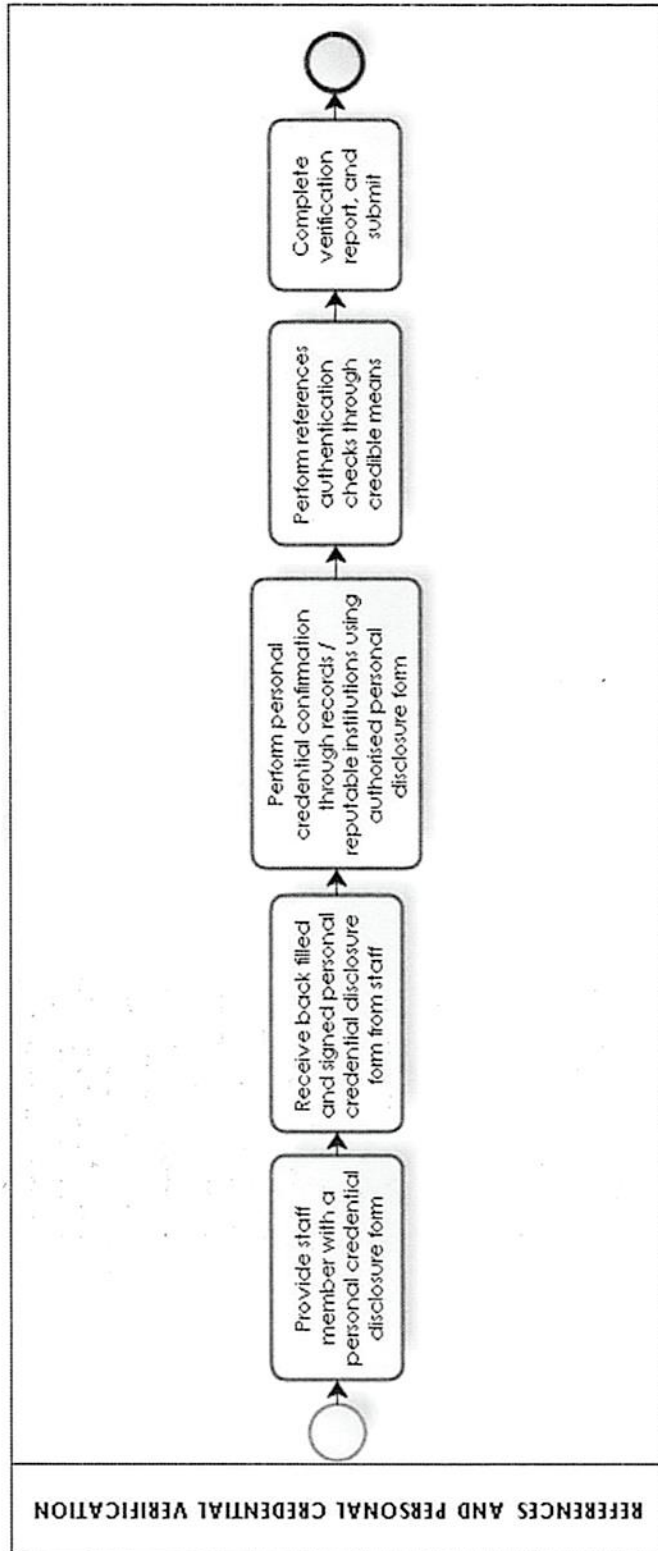 REFERENCES AND PERSONAL CREDENTIAL VERIFICATION
Provide staff
member with a
personal credential
disclosure form
Receive back filled
and signed personal
credential disclosure
form from staff
Perform personal
credential confirmation
through records /
reputable institutions using
authorised personal
disclosure form
Perform references
authentication
checks through
credible means
Complete
verification
report, and
submit